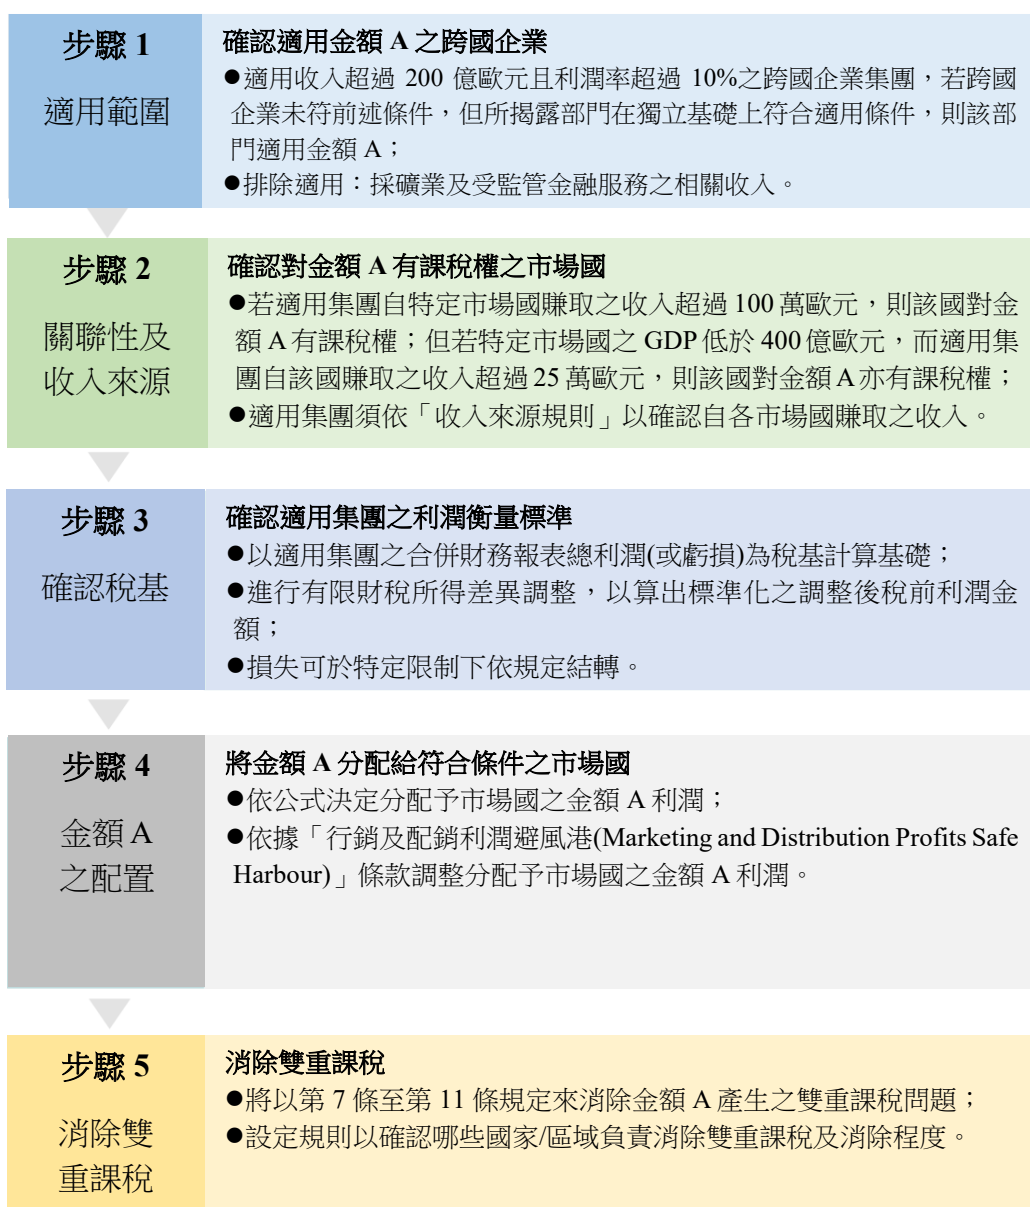 步驟 1
適用範圍
確認適用金額 A 之跨國企業
●適用收入超過 200 億歐元且利潤率超過 10%之跨國企業集團，若跨國
企業未符前述條件，但所揭露部門在獨立基礎上符合適用條件，則該部
門適用金額 A；
●排除適用：採礦業及受監管金融服務之相關收入。
步驟 2
關聯性及
收入來源
確認對金額 A 有課稅權之市場國
●若適用集團自特定市場國賺取之收入超過 100 萬歐元，則該國對金
額 A 有課稅權；但若特定市場國之 GDP 低於 400 億歐元，而適用集
團自該國賺取之收入超過 25 萬歐元，則該國對金額 A 亦有課稅權；
●適用集團須依「收入來源規則」以確認自各市場國賺取之收入。
步驟 3
確認稅基
確認適用集團之利潤衡量標準
●以適用集團之合併財務報表總利潤(或虧損)為稅基計算基礎；
●進行有限財稅所得差異調整，以算出標準化之調整後稅前利潤金
額；
●損失可於特定限制下依規定結轉。
步驟 4
金額 A
之配置
將金額 A 分配給符合條件之市場國
●依公式決定分配予市場國之金額 A 利潤；
●依據「行銷及配銷利潤避風港(Marketing and Distribution Profits Safe
Harbour)」條款調整分配予市場國之金額 A 利潤。
步驟 5
消除雙
重課稅
消除雙重課稅
●將以第 7 條至第 11 條規定來消除金額 A 產生之雙重課稅問題；
●設定規則以確認哪些國家/區域負責消除雙重課稅及消除程度。